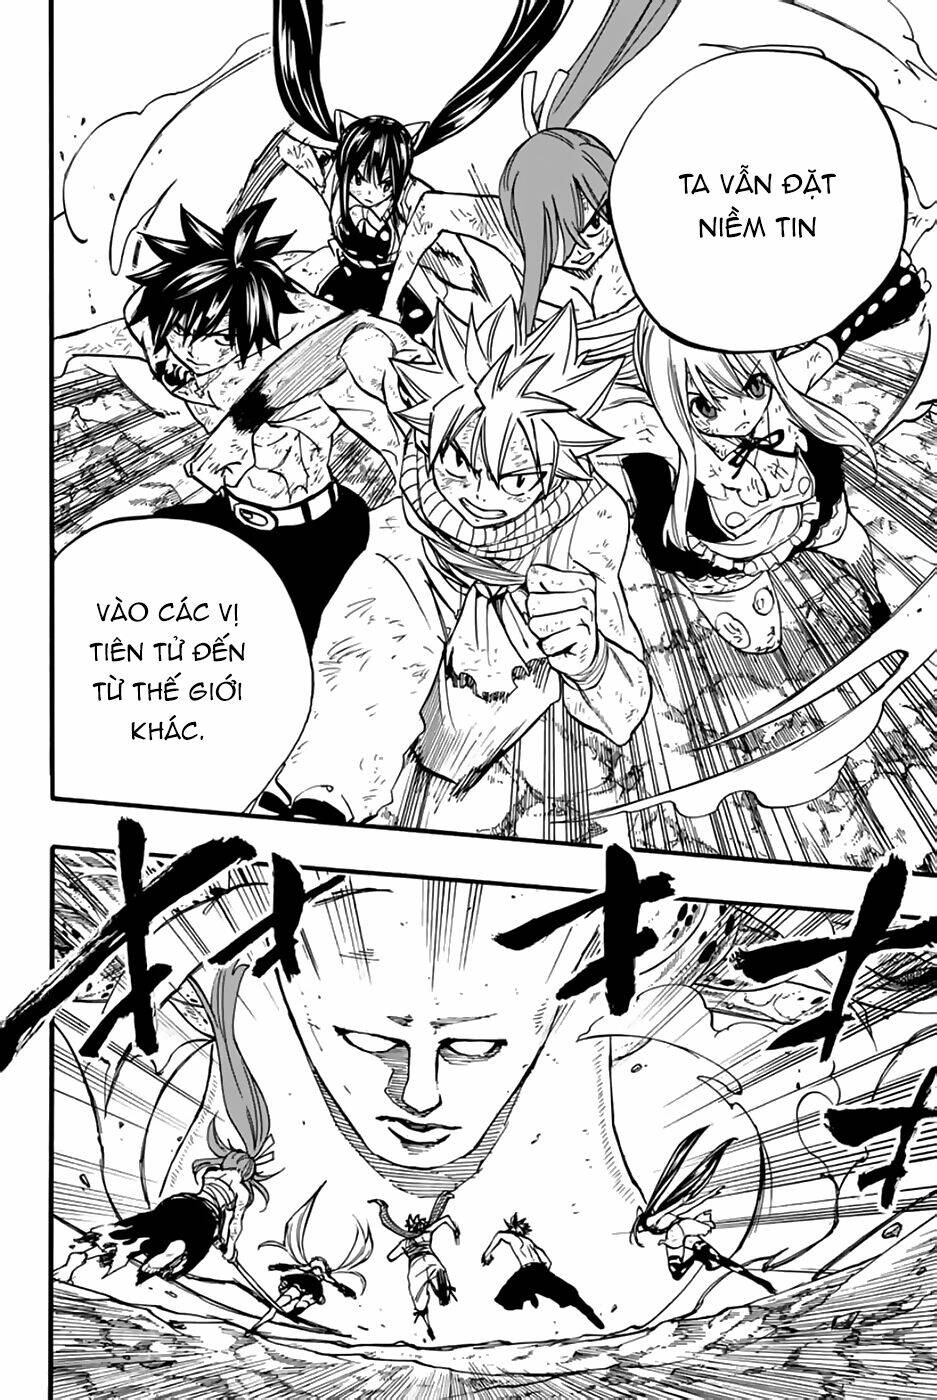 TA VẪN ĐẶT
NIỀM TIN
VÀO CÁC VỊ
TIÊN TỬ ĐẾN
TỪ THẾ GIỚI
KHÁC.